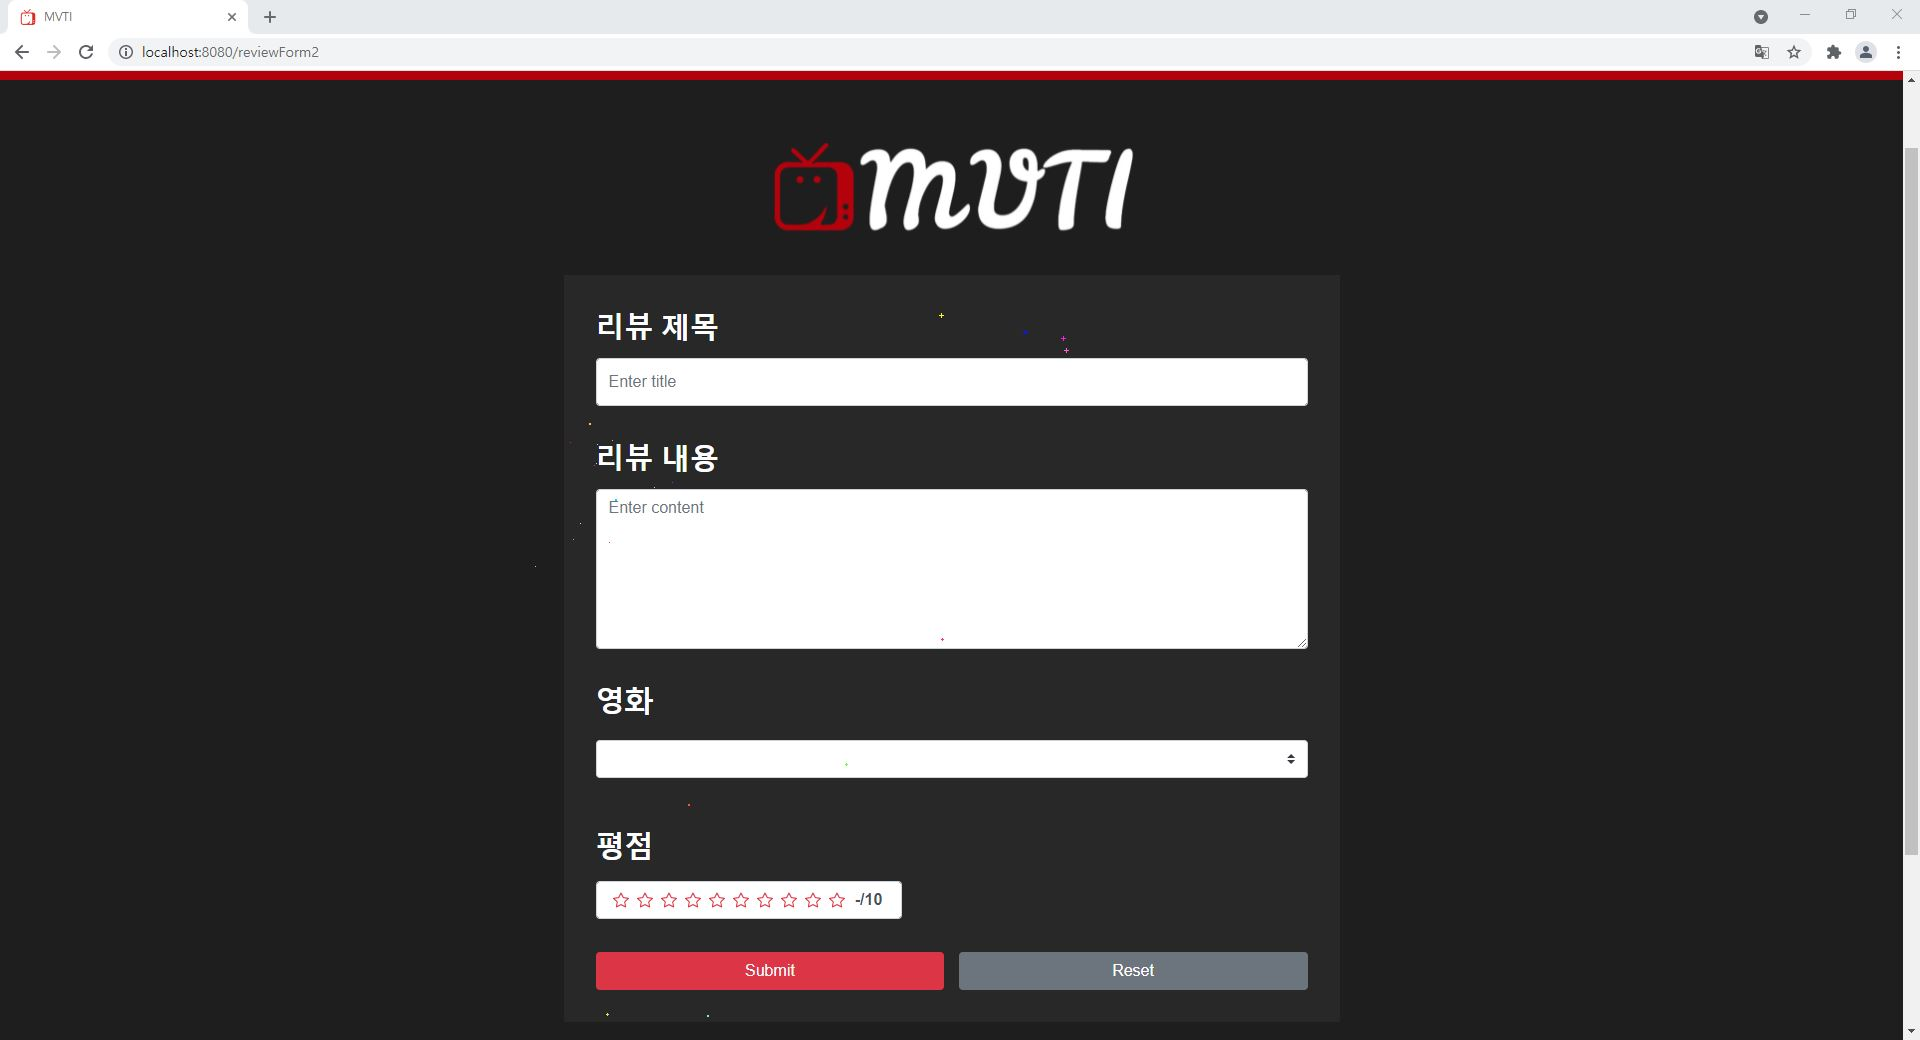 MVTI
localhost:8080/reviewForm2
MVTI
리뷰 제목
Enter title
리뷰 내용
Enter content
영화
평점
-/10
Submit
Reset